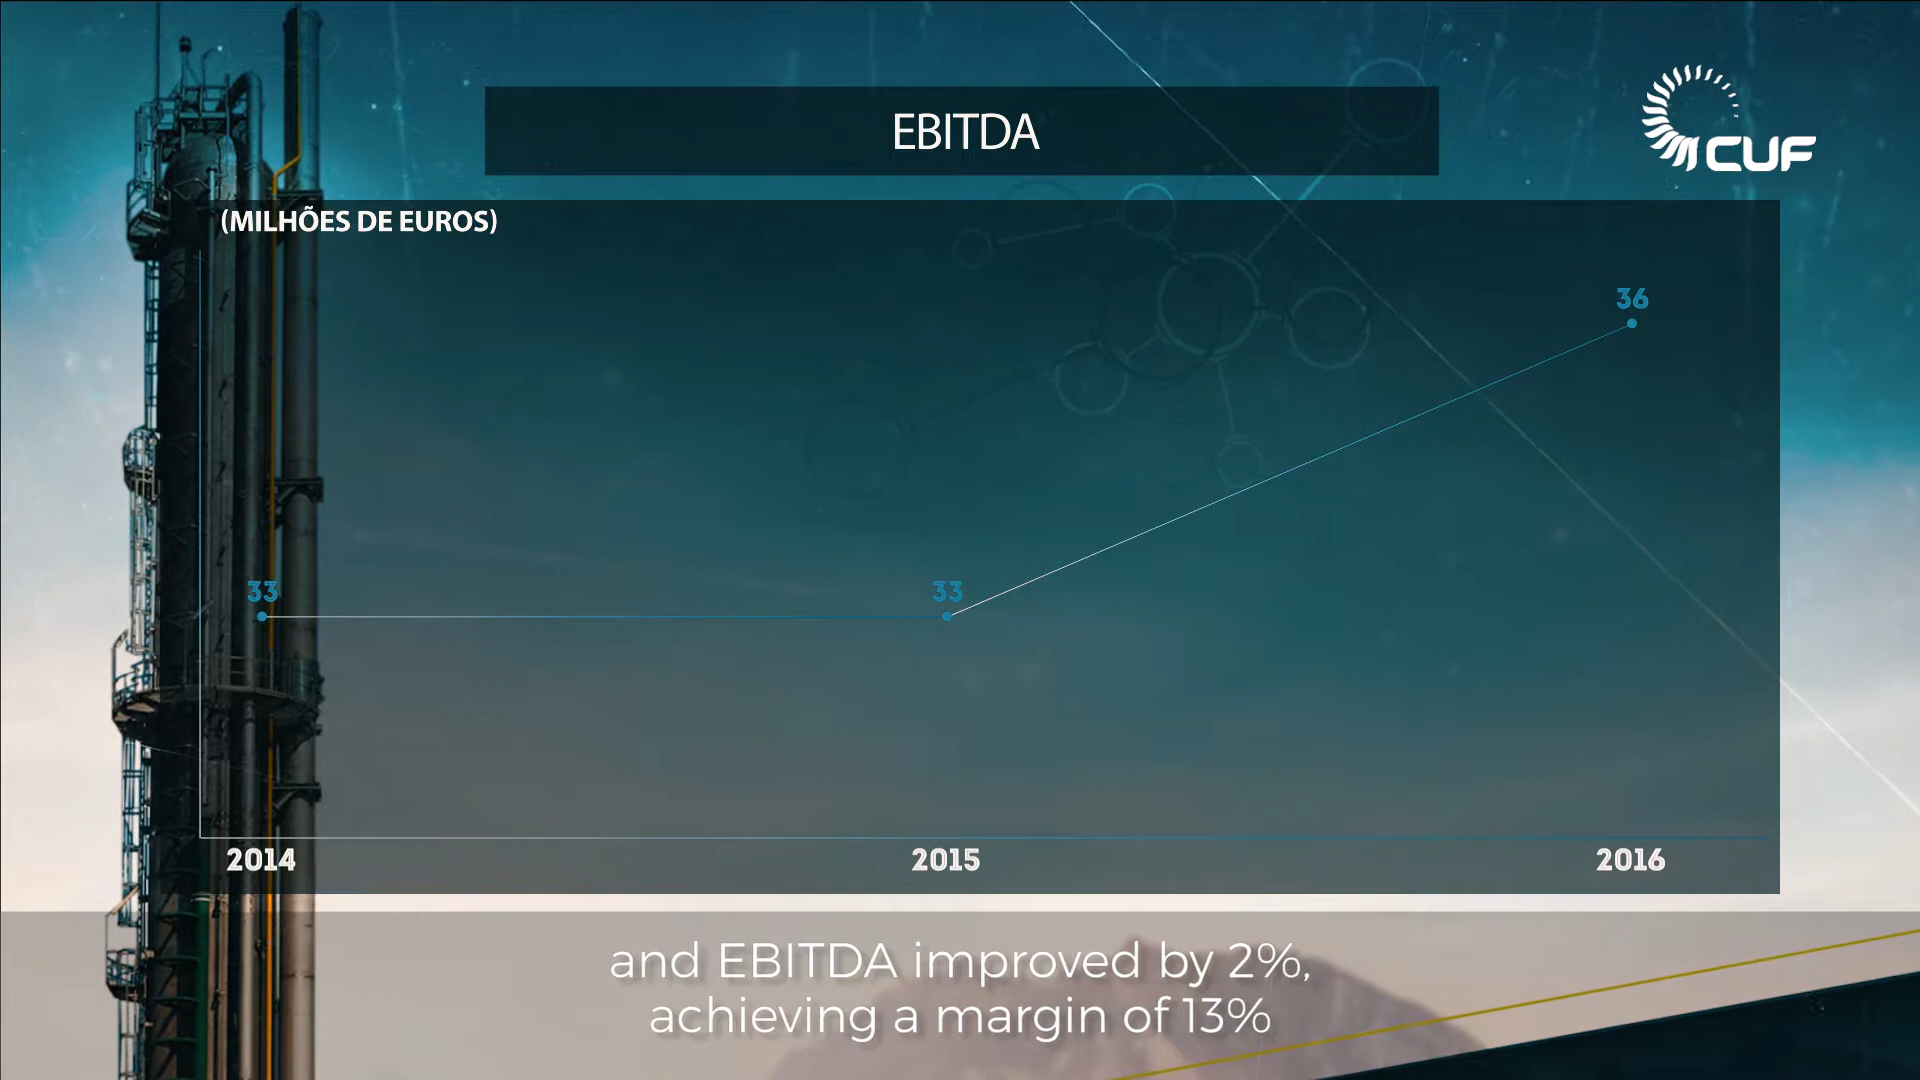 EBITDA
CUF
(MILHÕES DE EUROS)
36
33
33
2014
2015
2016
and EBITDA improved by 2%,
achieving a margin of 13%